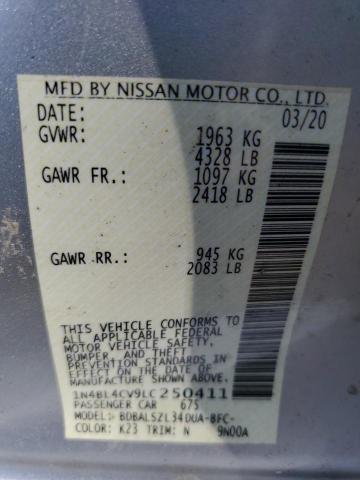 MFD BY NISSAN MOTOR CO., LTD.
DATE: 03/20
GVWR: 1963 KG
4328 LB
GAWR FR.: 1097 KG
2418 LB
GAWR RR.: 945 KG
2083 LB
THIS VEHICLE CONFORMS TO
ALL APPLICABLE FEDERAL
MOTOR VEHICLE SAFETY,
BUMPER, AND THEFT
PREVENTION STANDARDS IN
EFFECT ON THE DATE OF
MANUFACTURE SHOWN ABOVE.
1N4BL4CV9LC250411
PASSENGER CAR 675
MODEL: BDBALSZL34DUA-BFC-
COLOR: K23 TRIM: N 9N00A